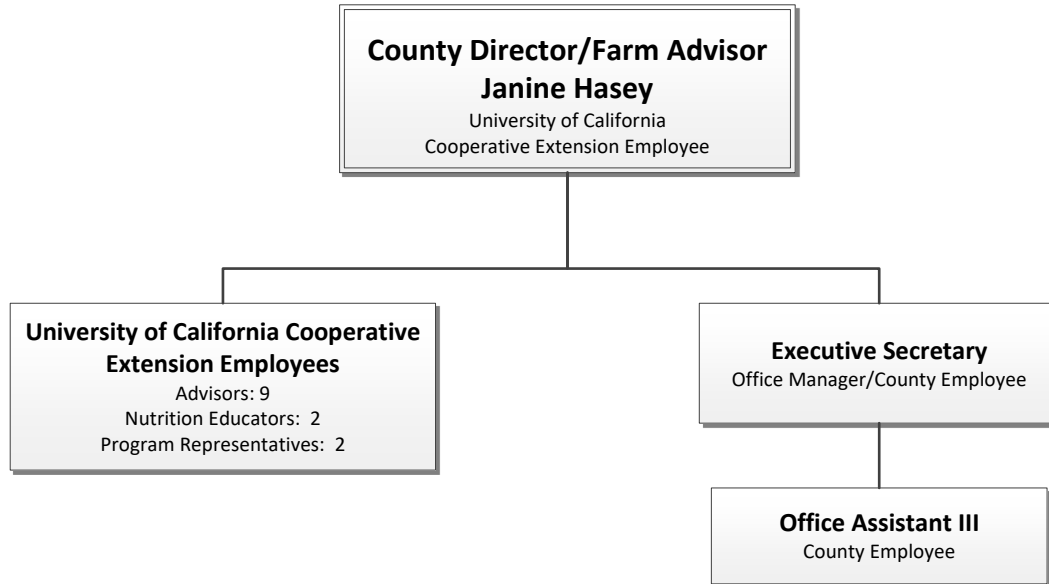 County Director/Farm Advisor
Janine Hasey
University of California
Cooperative Extension Employee
University of California Cooperative
Extension Employees
Advisors: 9
Nutrition Educators:  2
Program Representatives:  2
Executive Secretary
Office Manager/County Employee
Office Assistant III
County Employee